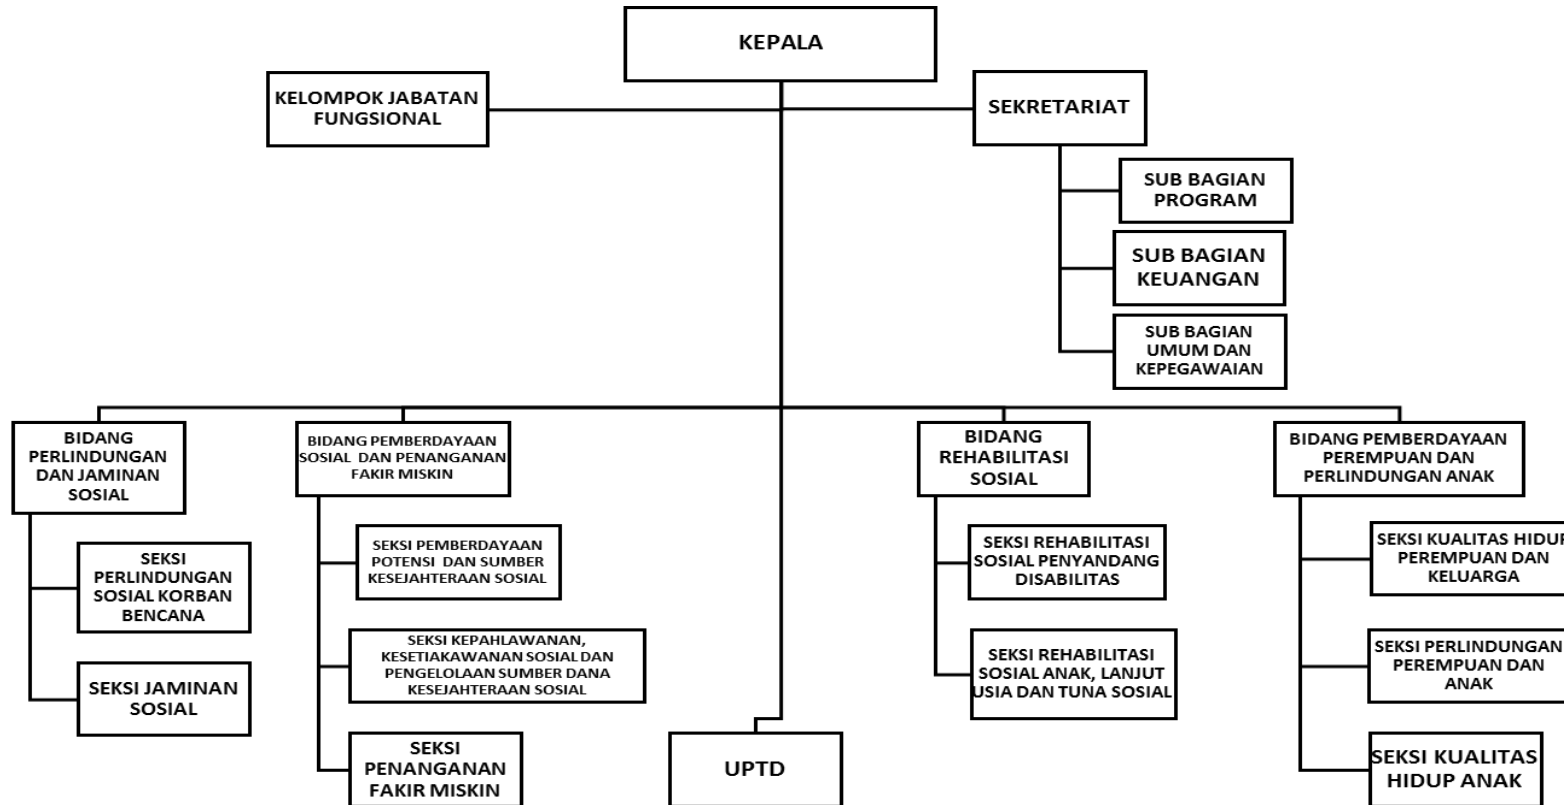 KEPALA
KELOMPOK JABATAN
FUNGSIONAL
SEKRETARIAT
SUB BAGIAN
PROGRAM
SUB BAGIAN
KEUANGAN
SUB BAGIAN
UMUM DAN
KEPEGAWAIAN
BIDANG
PERLINDUNGAN
DAN JAMINAN
SOSIAL
SEKSI
PERLINDUNGAN
SOSIAL KORBAN
BENCANA
SEKSI JAMINAN
SOSIAL
BIDANG PEMBERDAYAAN
SOSIAL DAN PENANGANAN
FAKIR MISKIN
SEKSI PEMBERDAYAAN
POTENSI DAN SUMBER
KESEJAHTERAAN SOSIAL
SEKSI KEPAHLAWANAN,
KESETIAKAWANAN SOSIAL DAN
PENGELOLAAN SUMBER DANA
KESEJAHTERAAN SOSIAL
SEKSI
PENANGANAN
FAKIR MISKIN
UPTD
BIDANG
REHABILITASI
SOSIAL
SEKSI REHABILITASI
SOSIAL PENYANDANG
DISABILITAS
SEKSI REHABILITASI
SOSIAL ANAK, LANJUT
USIA DAN TUNA SOSIAL
BIDANG PEMBERDAYAAN
PEREMPUAN DAN
PERLINDUNGAN ANAK
SEKSI KUALITAS HIDUP
PEREMPUAN DAN
KELUARGA
SEKSI PERLINDUNGAN
PEREMPUAN DAN
ANAK
SEKSI KUALITAS
HIDUP ANAK